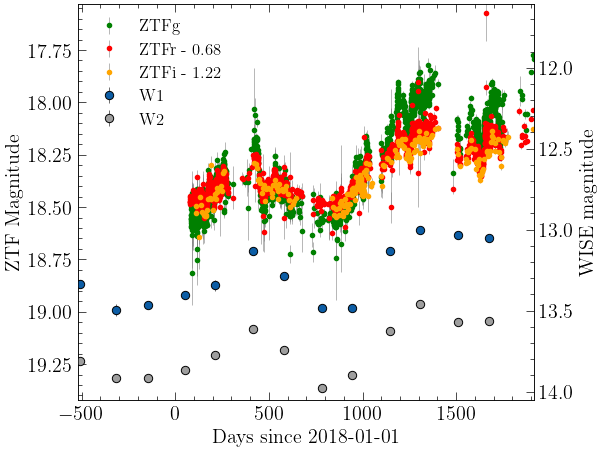 ZTFg
ZTFr - 0.68
ZTFi - 1.22
W1
W2
ZTF Magnitude
17.75
18.00
18.25
18.50
18.75
19.00
19.25
12.0
12.5
13.0
13.5
14.0
WISE magnitude
−500 0 500 1000 1500
Days since 2018-01-01